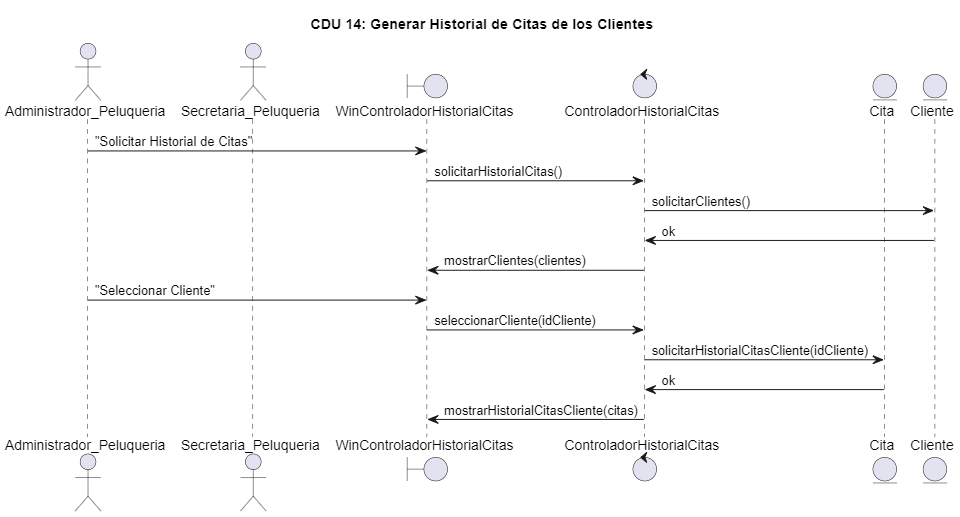 CDU 14: Generar Historial de Citas de los Clientes
Administrador_Peluqueria Secretaria_Peluqueria WinControladorHistorialCitas ControladorHistorialCitas Cita Cliente
"Solicitar Historial de Citas"
solicitarHistorialCitas()
solicitarClientes()
ok
mostrarClientes(clientes)
"Seleccionar Cliente"
seleccionarCliente(idCliente)
solicitarHistorialCitasCliente(idCliente)
ok
mostrarHistorialCitasCliente(citas)
Administrador_Peluqueria Secretaria_Peluqueria WinControladorHistorialCitas ControladorHistorialCitas Cita Cliente